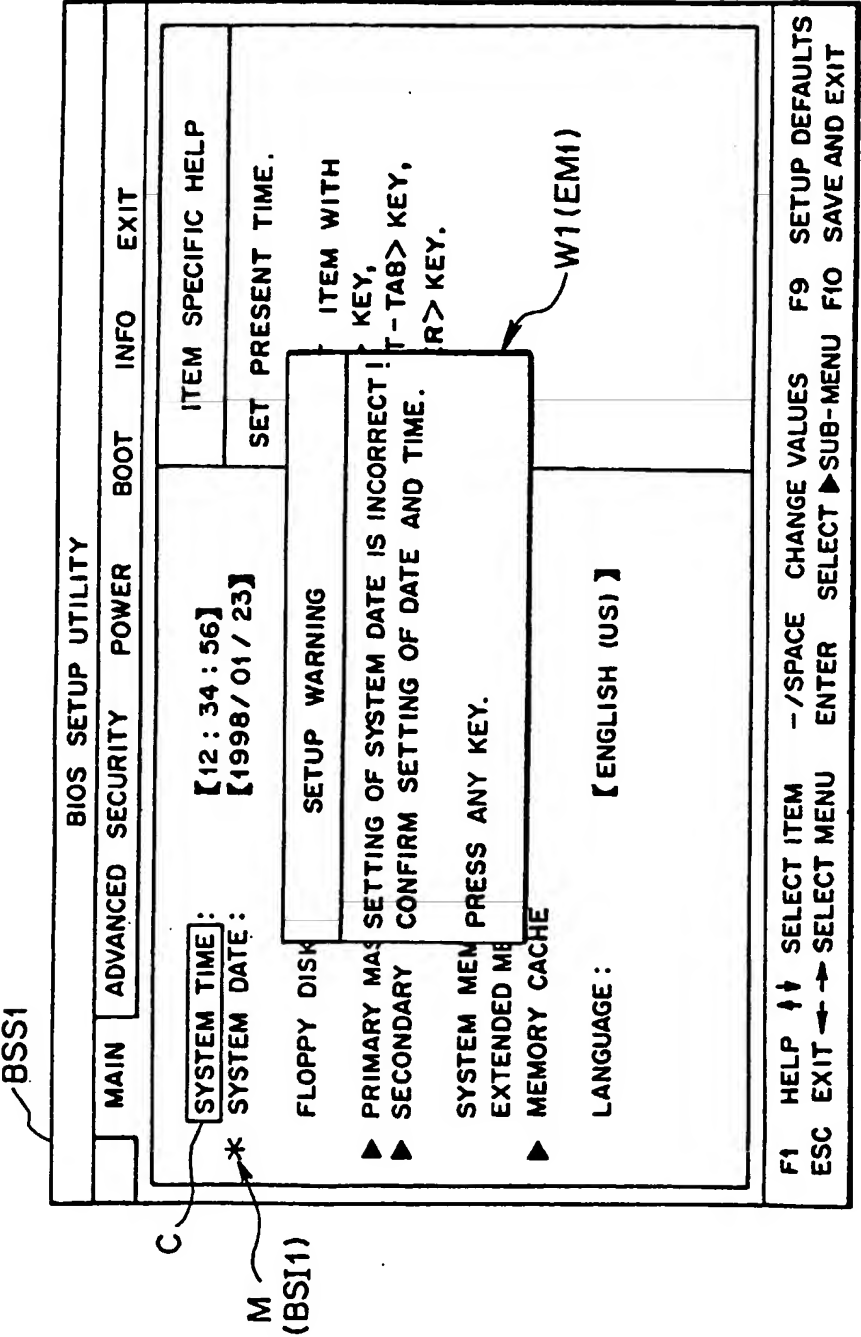 BSS1
BIOS SETUP UTILITY
MAIN ADVANCED SECURITY POWER BOOT INFO EXIT
C
SYSTEM TIME: [12:34:56]
M
(BSI1)
* SYSTEM DATE: [1998/01/23]
FLOPPY DISK
▶ PRIMARY MAS
▶ SECONDARY
SYSTEM MEM
EXTENDED ME
▶ MEMORY CACHE
LANGUAGE: [ENGLISH (US)]
SETUP WARNING
SETTING OF SYSTEM DATE IS INCORRECT!
CONFIRM SETTING OF DATE AND TIME.
PRESS ANY KEY.
ITEM SPECIFIC HELP
SET PRESENT TIME.
ITEM WITH
KEY,
T-TAB> KEY,
R> KEY.
W1(EM1)
F1 HELP ↑↓ SELECT ITEM -/SPACE CHANGE VALUES F9 SETUP DEFAULTS
ESC EXIT ←→ SELECT MENU ENTER SELECT ▶SUB-MENU F10 SAVE AND EXIT